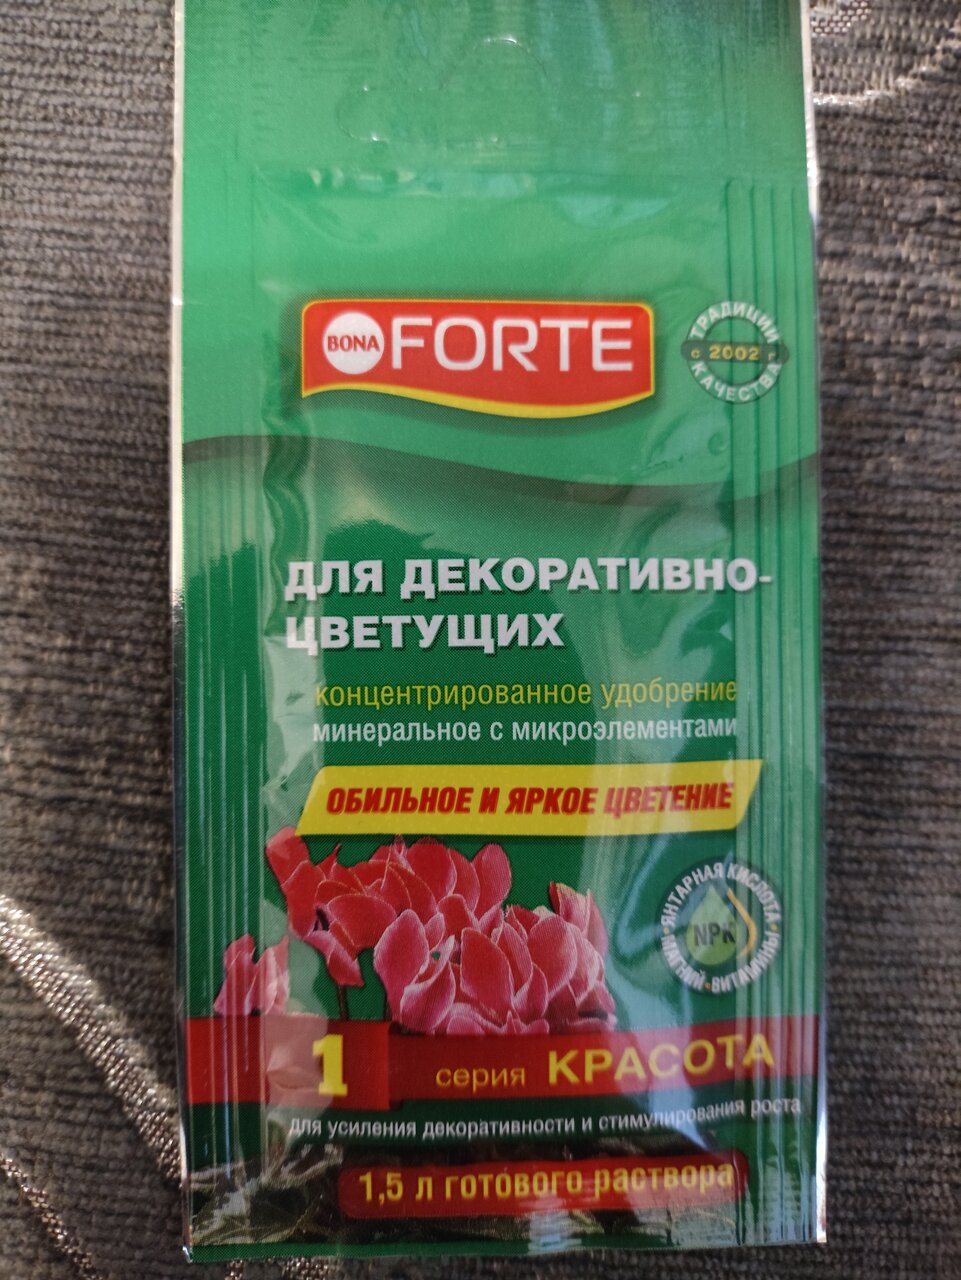 BONA FORTE
ТРАДИЦИИ
с 2002 г.
КАЧЕСТВА
ДЛЯ ДЕКОРАТИВНО-
ЦВЕТУЩИХ
концентрированное удобрение
минеральное с микроэлементами
ОБИЛЬНОЕ И ЯРКОЕ ЦВЕТЕНИЕ
ЯНТАРНАЯ КИСЛОТА
NPK
МАГНИЙ • ВИТАМИНЫ
1 серия КРАСОТА
для усиления декоративности и стимулирования роста
1,5 л готового раствора